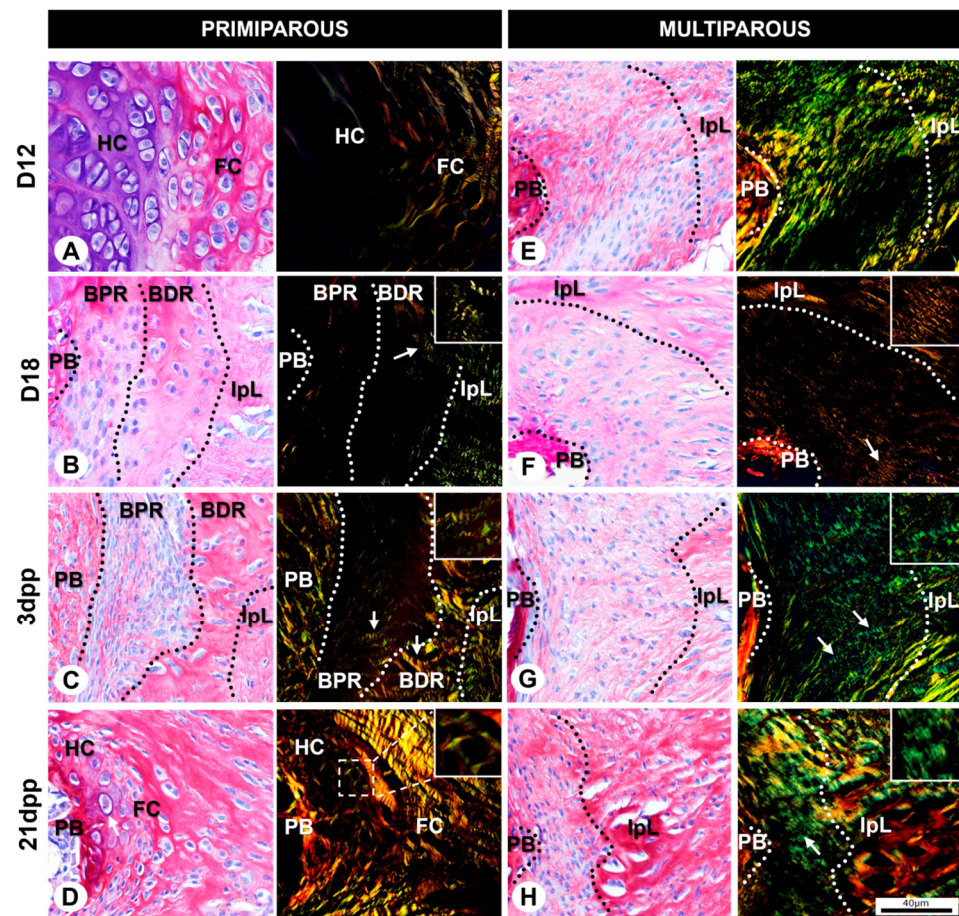 PRIMIPAROUS MULTIPAROUS
D12
HC FC HC FC PB IpL PB IpL
A E
D18
BPR BDR BPR BDR IpL IpL
PB IpL PB IpL PB PB
B F
3dpp
BPR BDR
PB IpL PB IpL PB IpL PB IpL
BPR BDR
C G
21dpp
HC HC
PB FC PB FC PB IpL PB IpL
D H
40µm